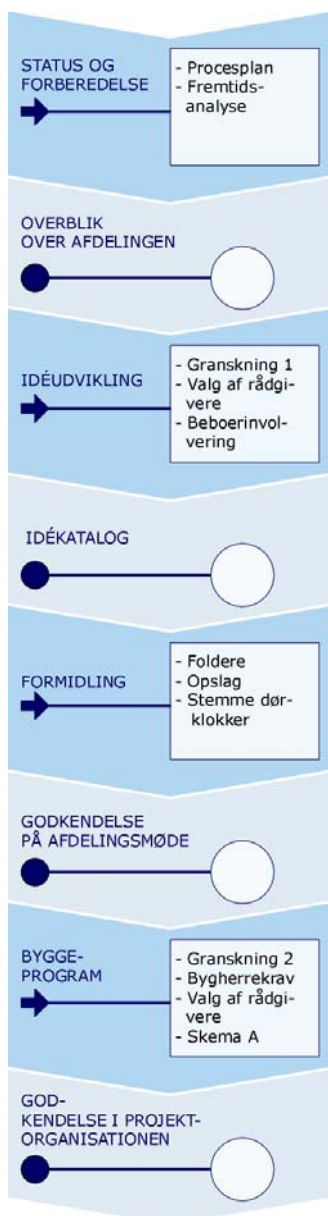 STATUS OG
FORBEREDELSE
- Procesplan
- Fremtids-
analyse
OVERBLIK
OVER AFDELINGEN
IDÉUDVIKLING
- Granskning 1
- Valg af rådgi-
vere
- Beboerinvol-
vering
IDÉKATALOG
FORMIDLING
- Foldere
- Opslag
- Stemme dør-
klokker
GODKENDELSE
PÅ AFDELINGSMØDE
BYGGE-
PROGRAM
- Granskning 2
- Bygherrekrav
- Valg af rådgi-
vere
- Skema A
GOD-
KENDELSE I PROJEKT-
ORGANISATIONEN